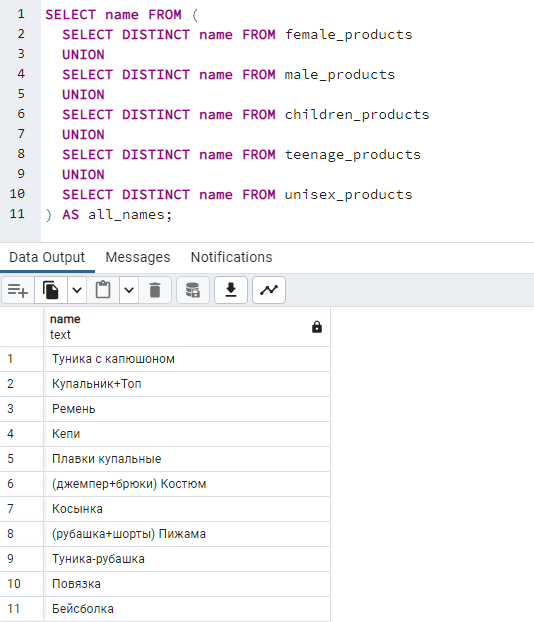 1 SELECT name FROM (
2 SELECT DISTINCT name FROM female_products
3 UNION
4 SELECT DISTINCT name FROM male_products
5 UNION
6 SELECT DISTINCT name FROM children_products
7 UNION
8 SELECT DISTINCT name FROM teenage_products
9 UNION
10 SELECT DISTINCT name FROM unisex_products
11 ) AS all_names;
Data Output Messages Notifications
name
text
1 Туника с капюшоном
2 Купальник+Топ
3 Ремень
4 Кепи
5 Плавки купальные
6 (джемпер+брюки) Костюм
7 Косынка
8 (рубашка+шорты) Пижама
9 Туника-рубашка
10 Повязка
11 Бейсболка